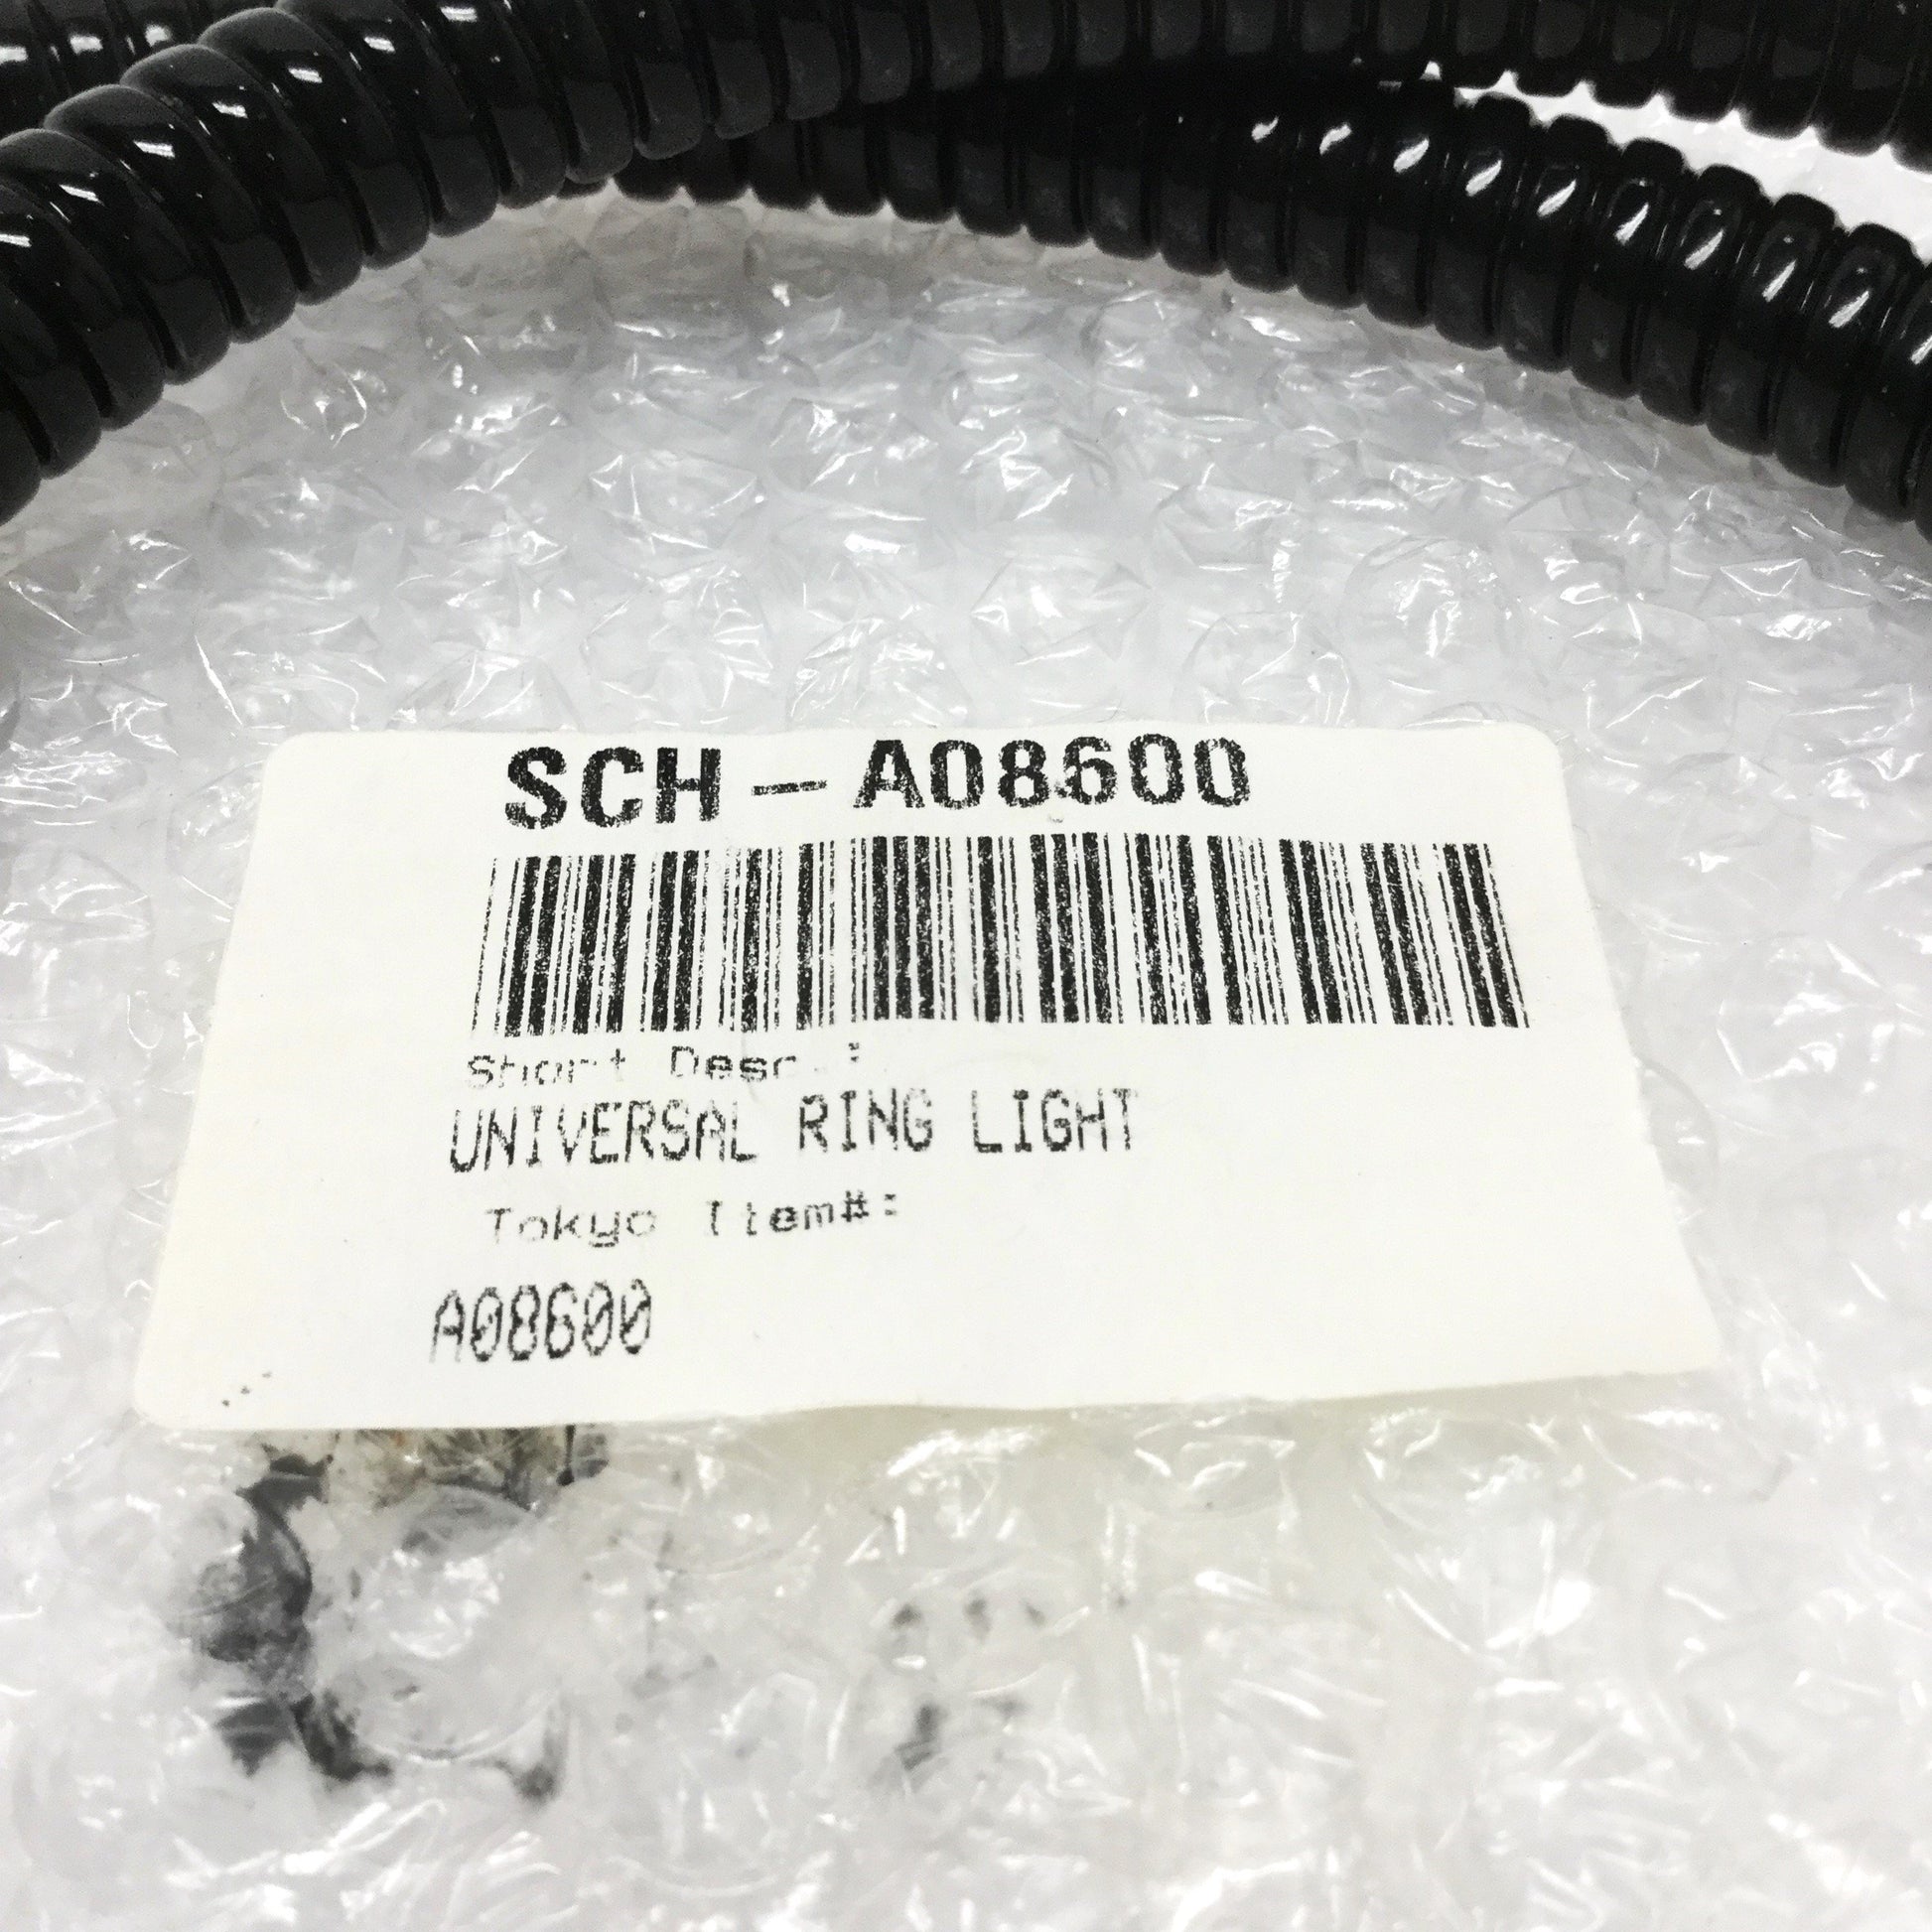 SCH-A08600
Short Desc.:
UNIVERSAL RING LIGHT
Tokyo Item#:
A08600